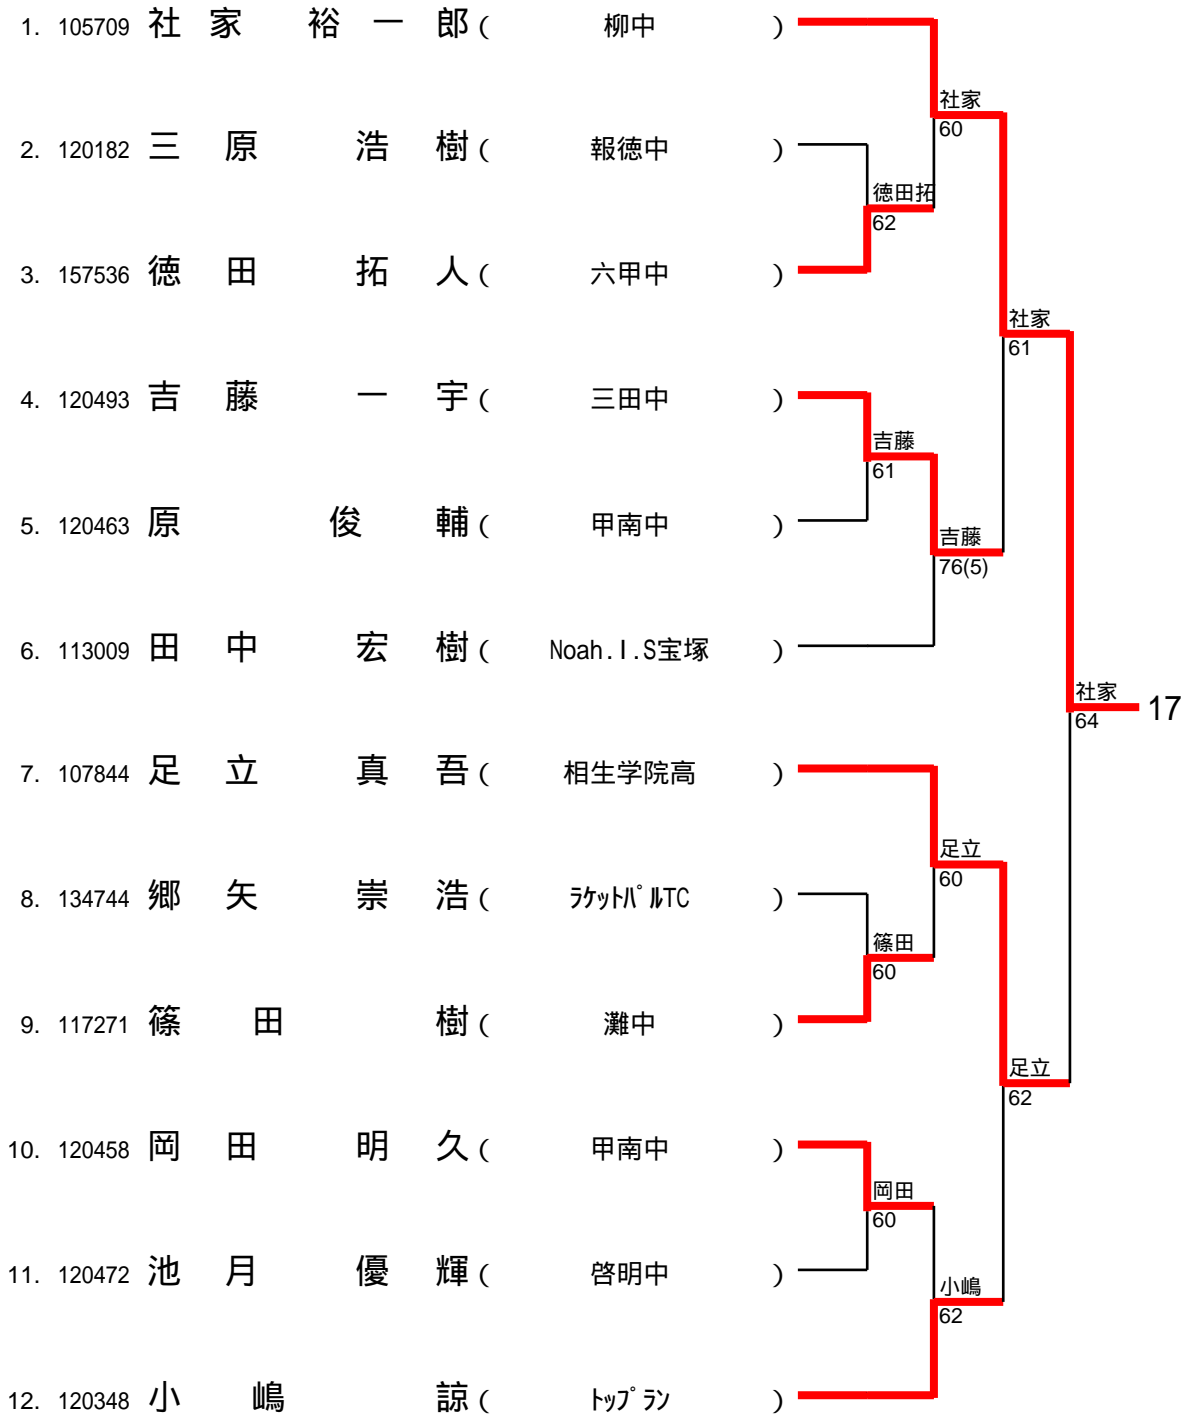 1. 105709 社家 裕一郎 ( 柳中 )
社家
60
2. 120182 三原 浩樹 ( 報徳中 )
徳田拓
62
3. 157536 徳田 拓人 ( 六甲中 )
社家
61
4. 120493 吉藤 一宇 ( 三田中 )
吉藤
61
5. 120463 原 俊輔 ( 甲南中 )
吉藤
76(5)
6. 113009 田中 宏樹 ( Noah.I.S宝塚 )
社家
64
17
7. 107844 足立 真吾 ( 相生学院高 )
足立
60
8. 134744 郷矢 崇浩 ( ﾗｹｯﾄﾊﾟﾙTC )
篠田
60
9. 117271 篠田 樹 ( 灘中 )
足立
62
10. 120458 岡田 明久 ( 甲南中 )
岡田
60
11. 120472 池月 優輝 ( 啓明中 )
小嶋
62
12. 120348 小嶋 諒 ( ﾄｯﾌﾟﾗﾝ )